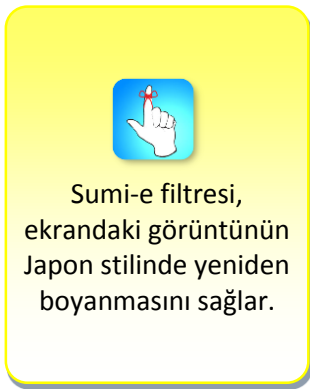 Sumi-e filtresi,
ekrandaki görüntünün
Japon stilinde yeniden
boyanmasını sağlar.